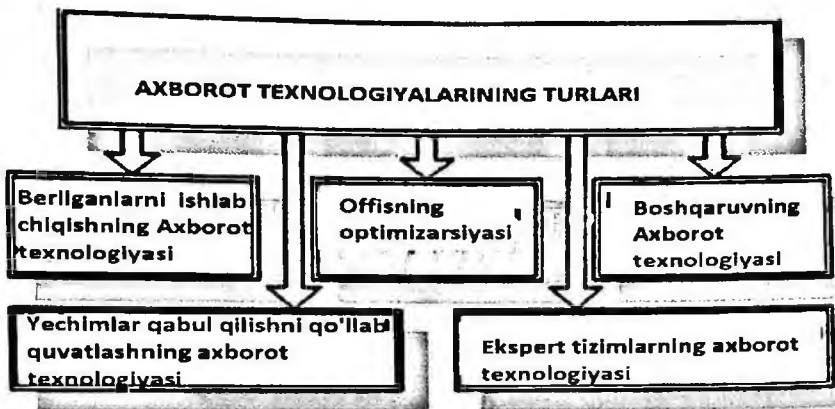 AXBOROT TEXNOLOGIYALARINING TURLARI
Berilganlarni ishlab
chiqishning Axborot
texnologiyasi
Offisning
optimizarsiyasi
Boshqaruvning
Axborot
texnologiyasi
Yechimlar qabul qilishni qo'llab
quvatlashning axborot
texnologiyasi
Ekspert tizimlarning axborot
texnologiyasi